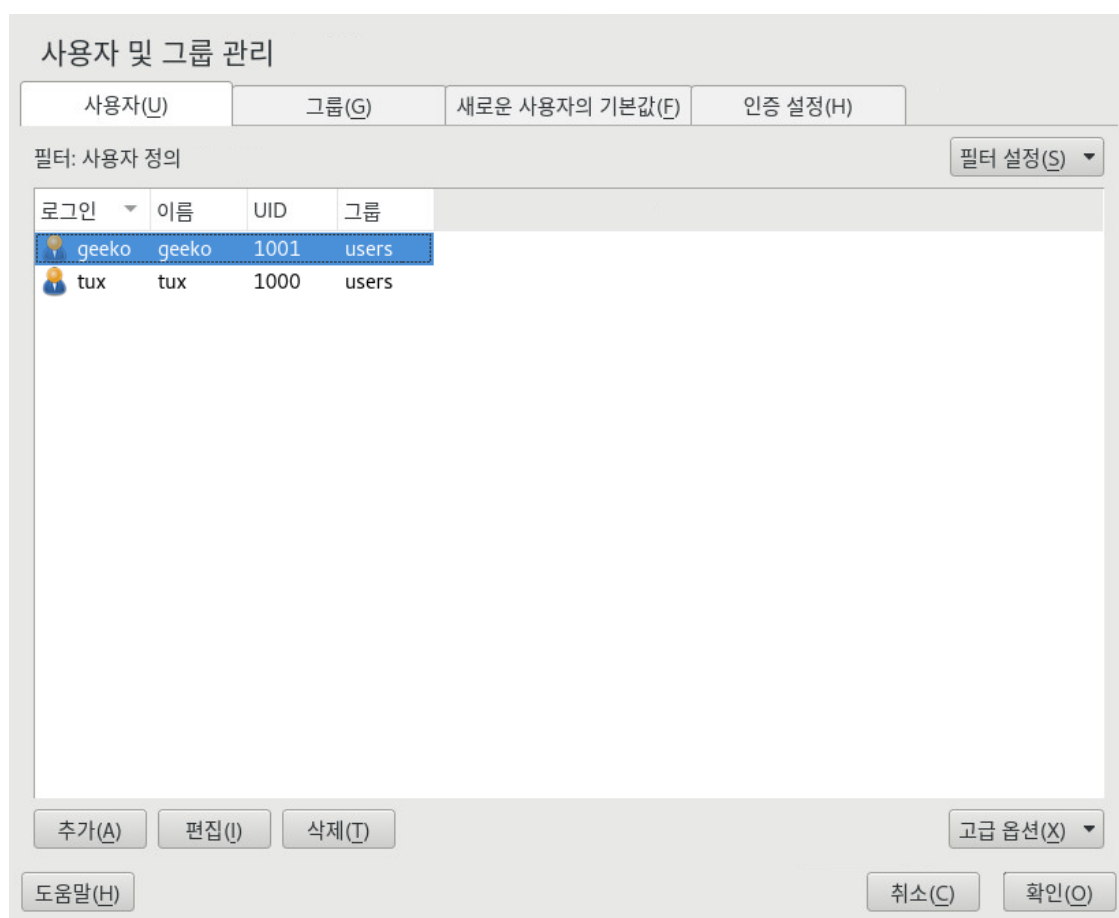 사용자 및 그룹 관리
사용자(U) 그룹(G) 새로운 사용자의 기본값(F) 인증 설정(H)
필터: 사용자 정의 필터 설정(S)
로그인 이름 UID 그룹
geeko geeko 1001 users
tux tux 1000 users
추가(A) 편집(I) 삭제(T) 고급 옵션(X)
도움말(H) 취소(C) 확인(O)